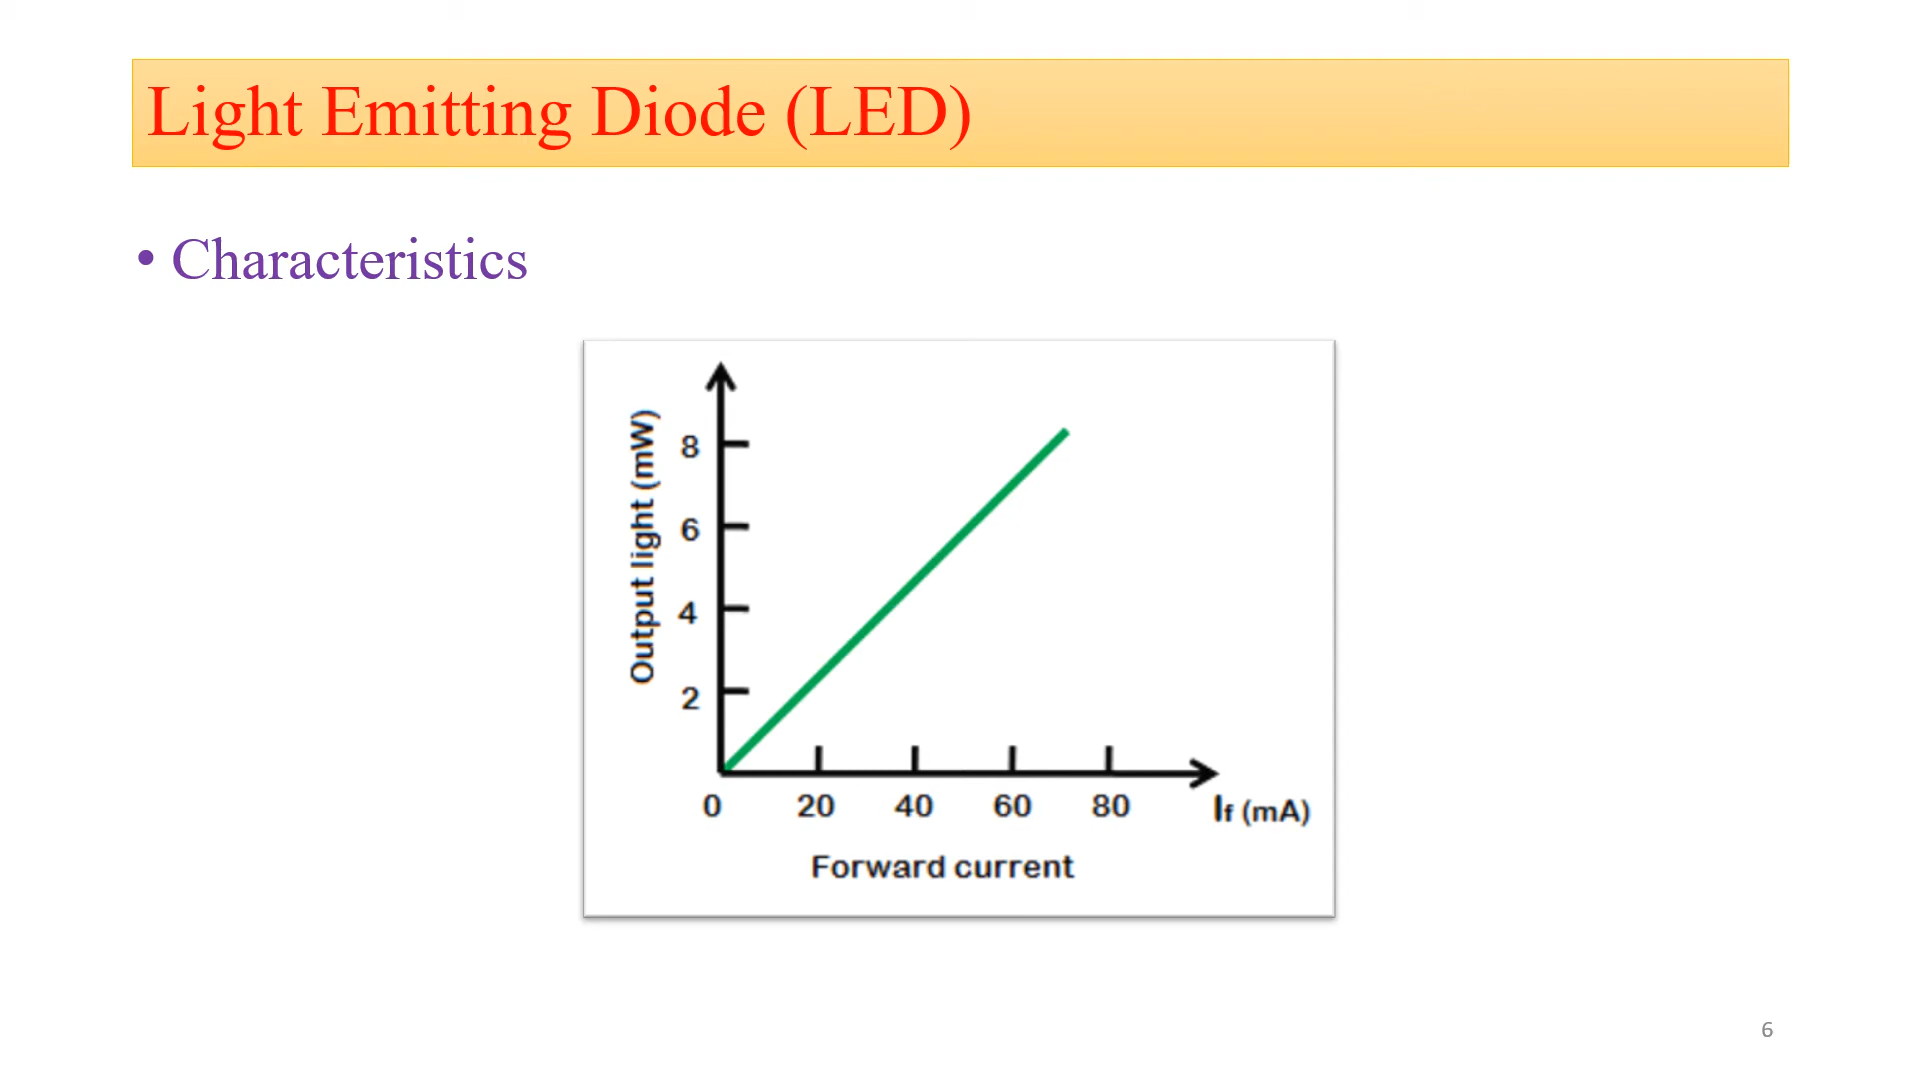 Light Emitting Diode (LED)
• Characteristics
Output light (mW)
8
6
4
2
0 20 40 60 80 If (mA)
Forward current
6